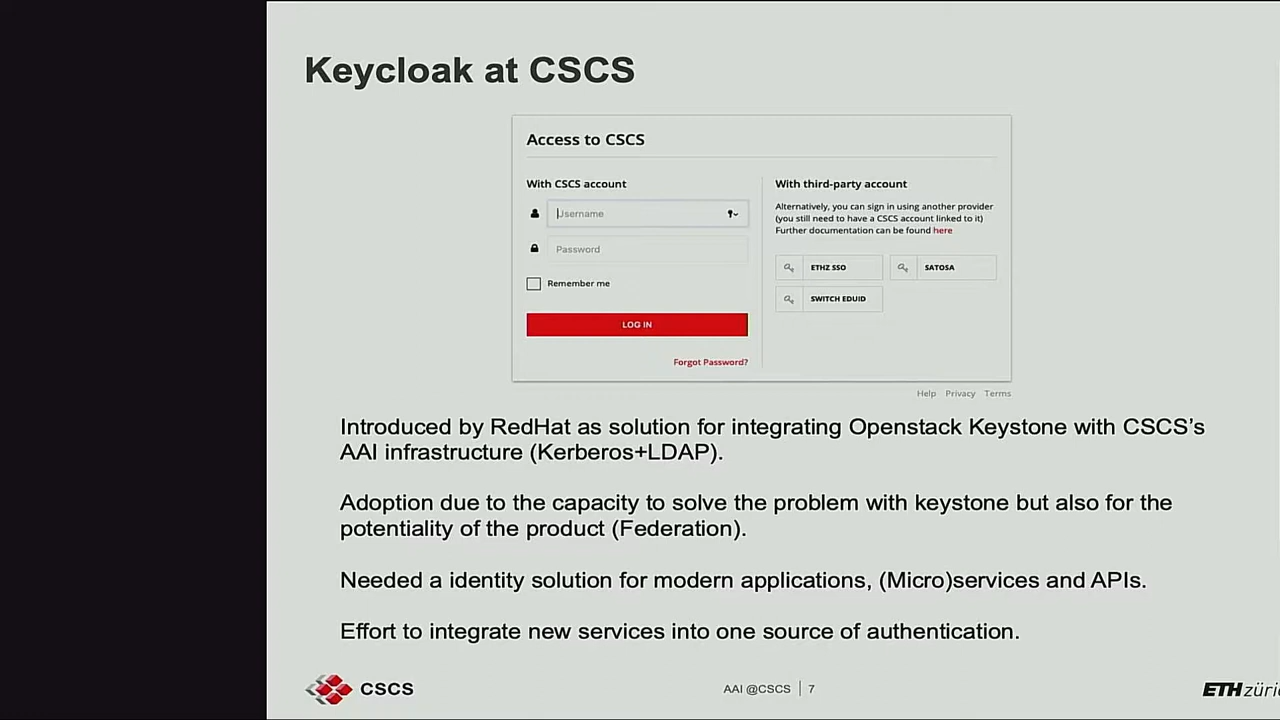 Keycloak at CSCS
Access to CSCS
With CSCS account
Username
Password
Remember me
LOG IN
Forgot Password?
With third-party account
Alternatively, you can sign in using another provider
(you still need to have a CSCS account linked to it)
Further documentation can be found here
ETHZ SSO
SATOSA
SWITCH EDUID
Help Privacy Terms
Introduced by RedHat as solution for integrating Openstack Keystone with CSCS's
AAI infrastructure (Kerberos+LDAP).
Adoption due to the capacity to solve the problem with keystone but also for the
potentiality of the product (Federation).
Needed a identity solution for modern applications, (Micro)services and APIs.
Effort to integrate new services into one source of authentication.
CSCS
AAI @CSCS | 7
ETH züri